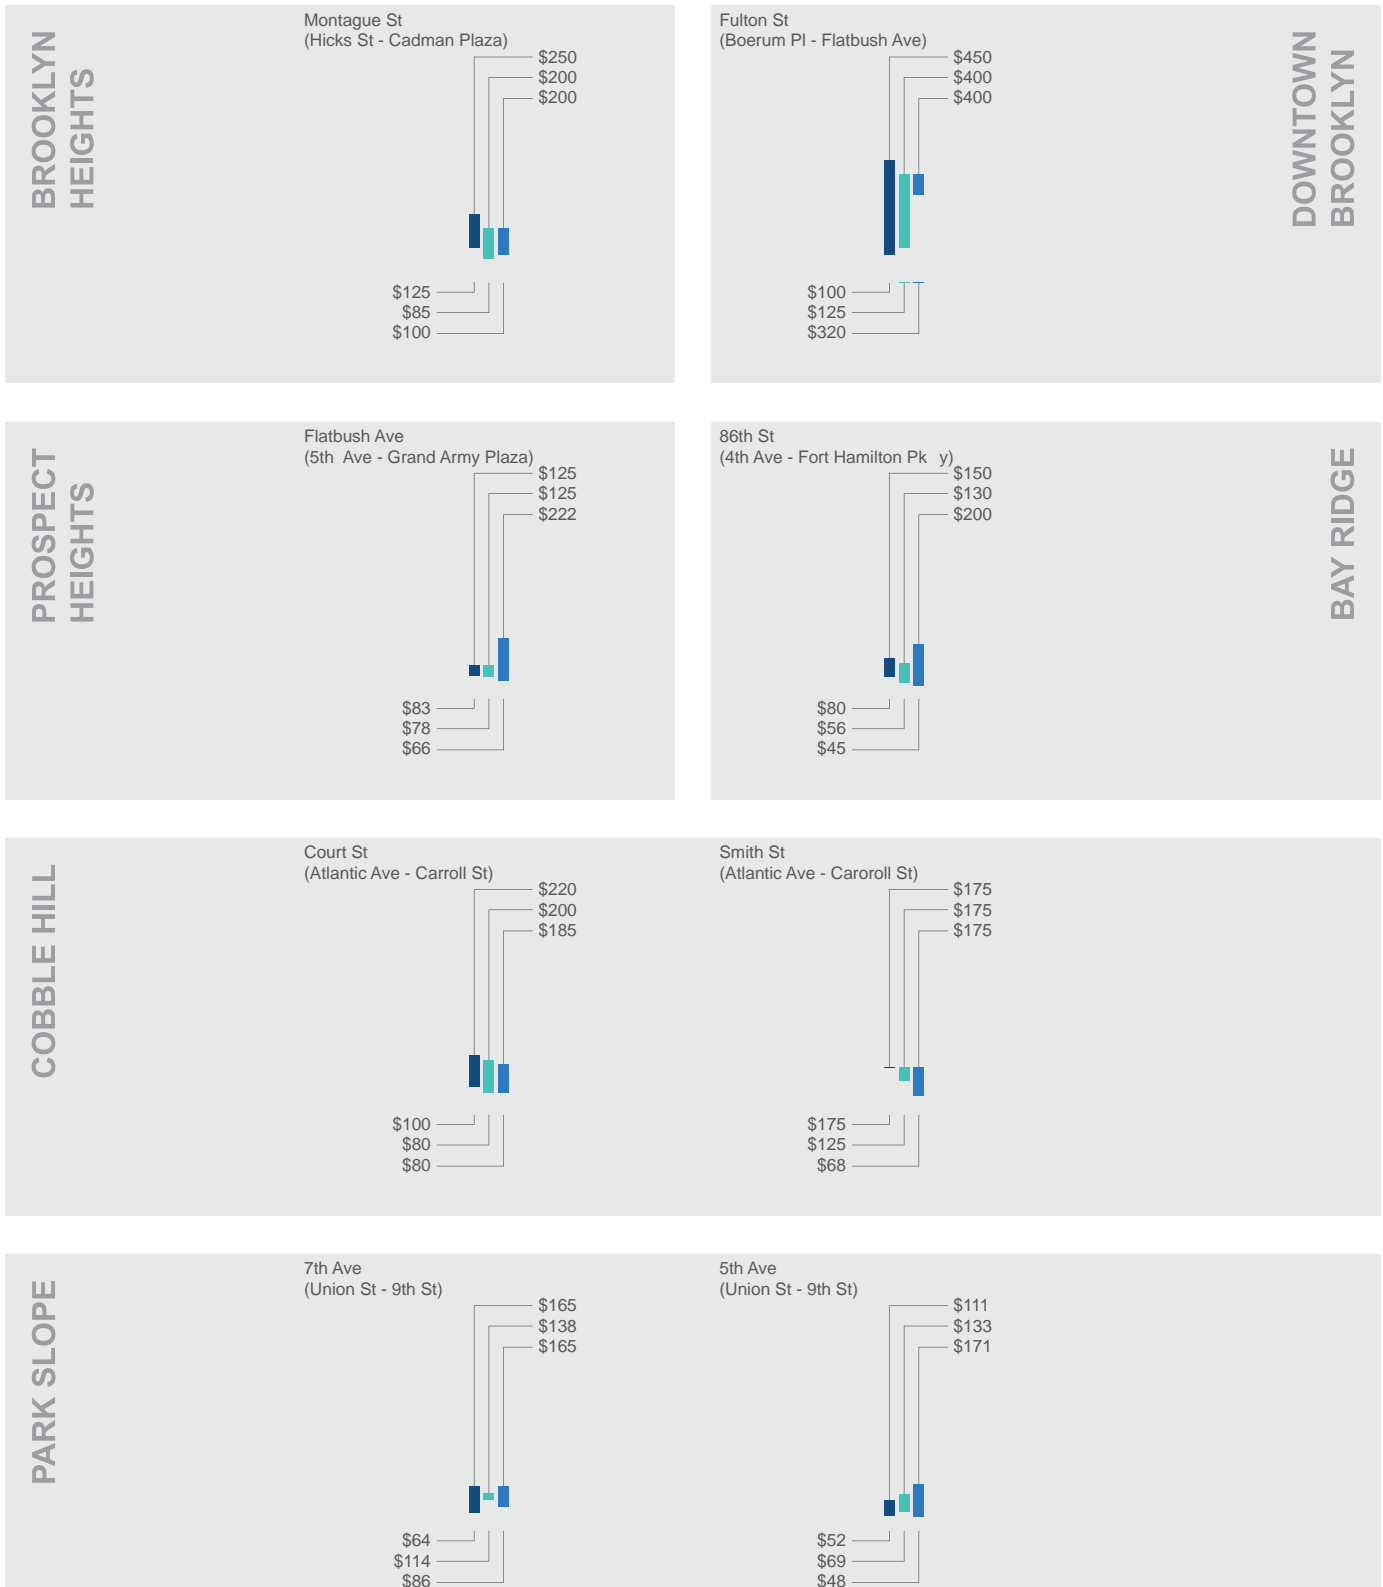 BROOKLYN
HEIGHTS
Montague St
(Hicks St - Cadman Plaza)
$250
$200
$200
$125
$85
$100
Fulton St
(Boerum Pl - Flatbush Ave)
$450
$400
$400
$100
$125
$320
DOWNTOWN
BROOKLYN
PROSPECT
HEIGHTS
Flatbush Ave
(5th Ave - Grand Army Plaza)
$125
$125
$222
$83
$78
$66
86th St
(4th Ave - Fort Hamilton Pk y)
$150
$130
$200
$80
$56
$45
BAY RIDGE
COBBLE HILL
Court St
(Atlantic Ave - Carroll St)
$220
$200
$185
$100
$80
$80
Smith St
(Atlantic Ave - Caroroll St)
$175
$175
$175
$175
$125
$68
PARK SLOPE
7th Ave
(Union St - 9th St)
$165
$138
$165
$64
$114
$86
5th Ave
(Union St - 9th St)
$111
$133
$171
$52
$69
$48